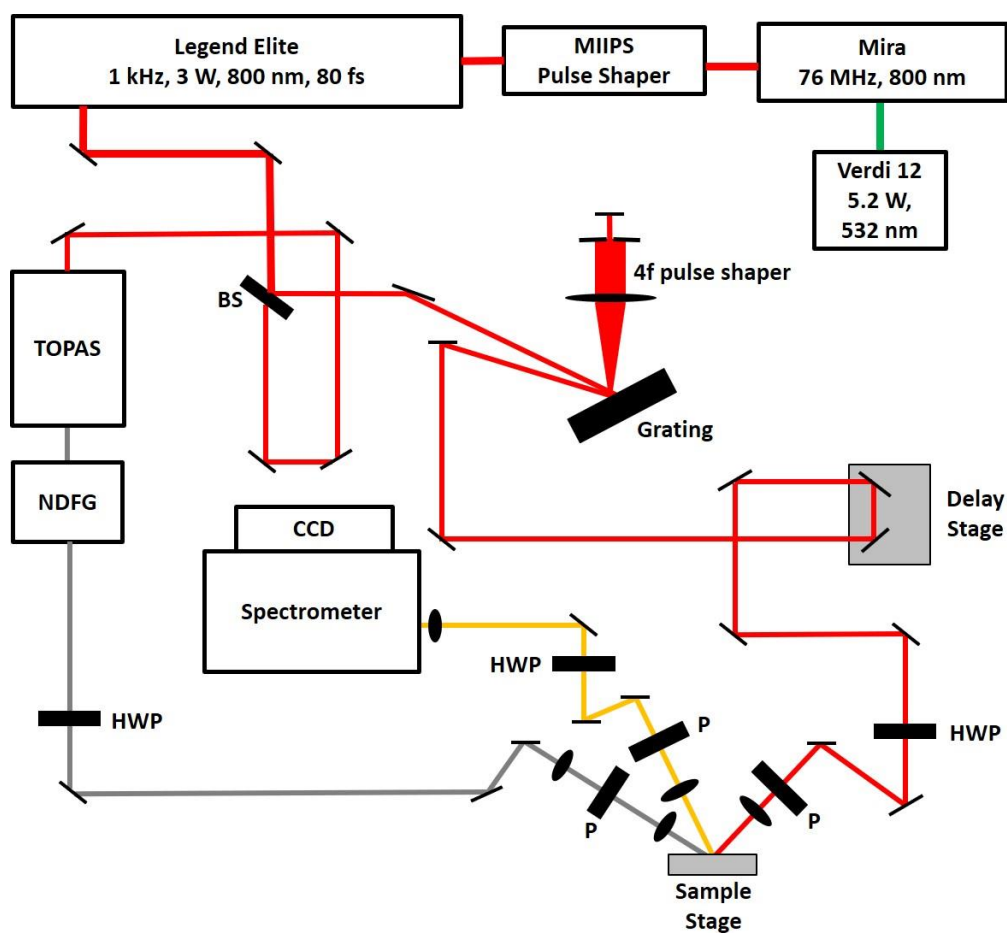 Legend Elite
1 kHz, 3 W, 800 nm, 80 fs
MIIPS
Pulse Shaper
Mira
76 MHz, 800 nm
Verdi 12
5.2 W,
532 nm
4f pulse shaper
BS
TOPAS
Grating
NDFG
CCD
Delay
Stage
Spectrometer
HWP
HWP
P
HWP
P
P
Sample
Stage